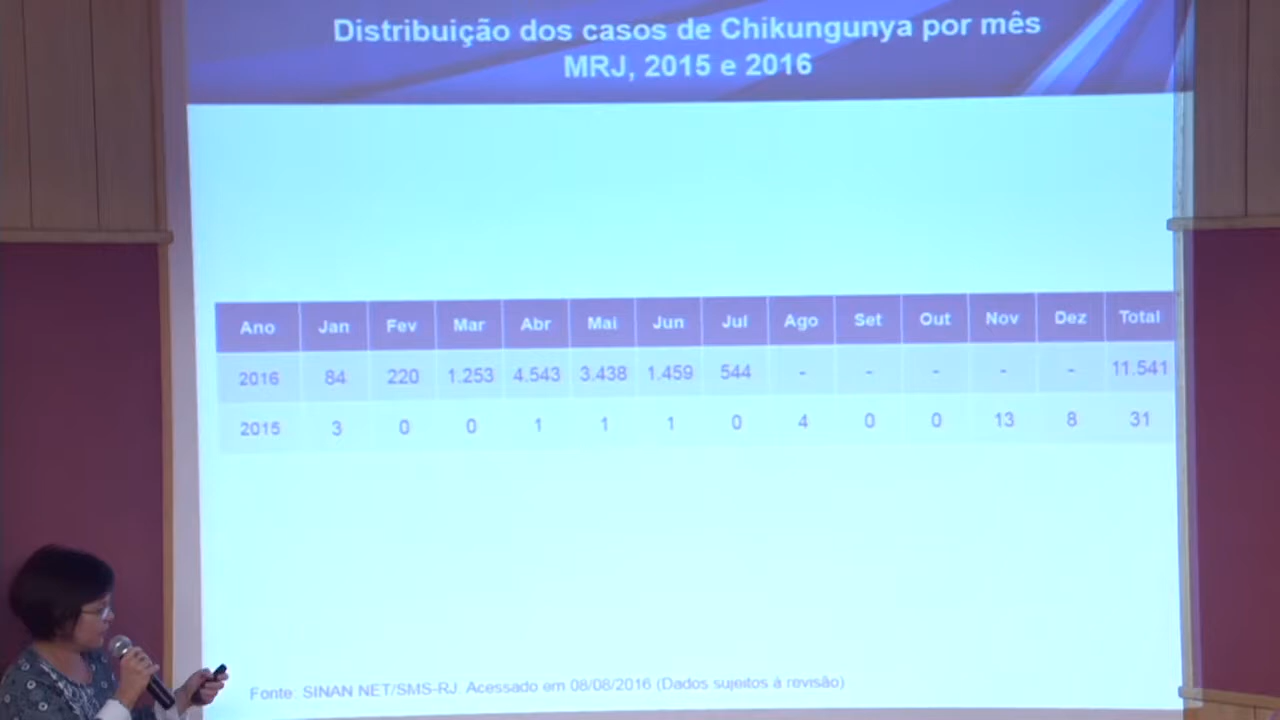 Distribuição dos casos de Chikungunya por mês
MRJ, 2015 e 2016
Ano Jan Fev Mar Abr Mai Jun Jul Ago Set Out Nov Dez Total
2016 84 220 1.253 4.543 3.438 1.459 544 - - - - - 11.541
2015 3 0 0 1 1 1 0 4 0 0 13 8 31
Fonte: SINAN NET/SMS-RJ. Acessado em 08/08/2016 (Dados sujeitos à revisão)